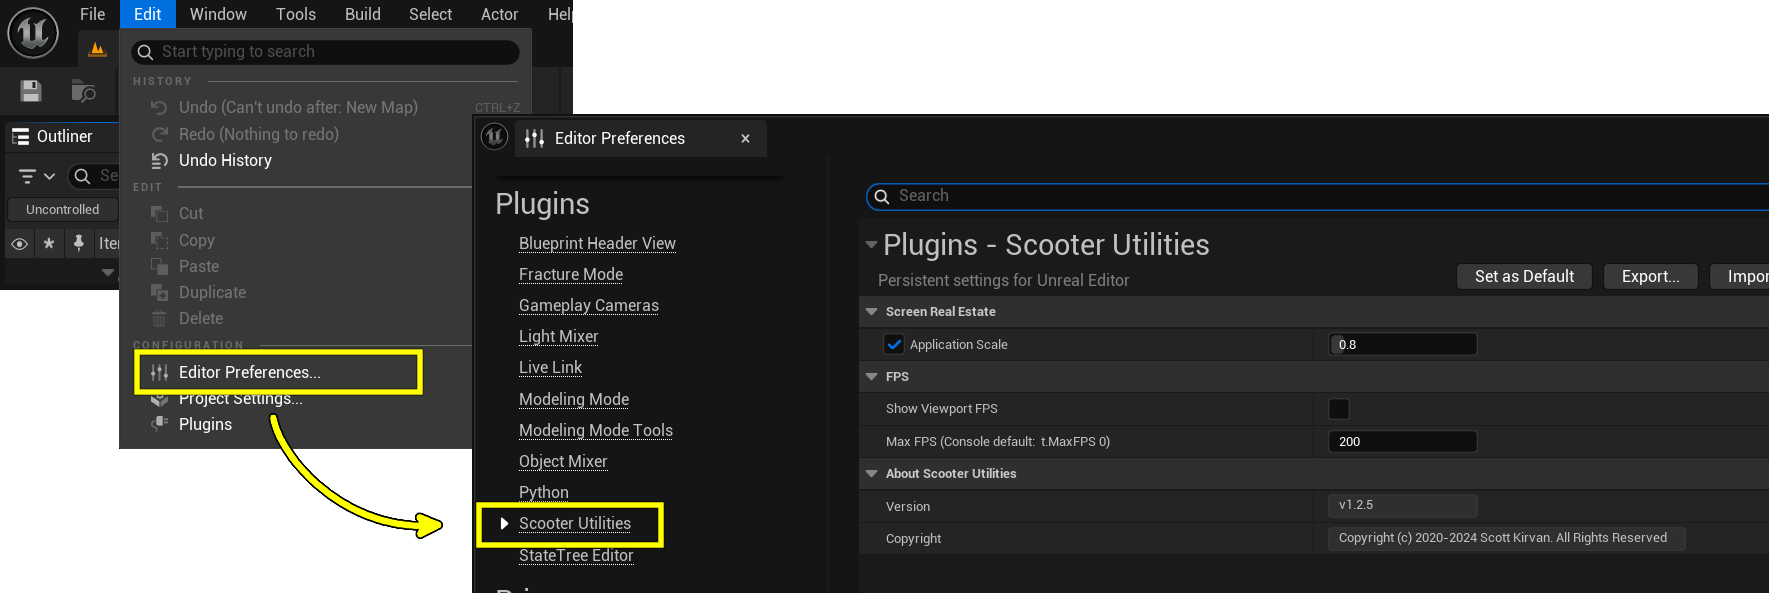 File Edit Window Tools Build Select Actor Help
Start typing to search
HISTORY
Undo (Can't undo after: New Map) CTRL+Z
Redo (Nothing to redo)
Undo History
EDIT
Cut
Copy
Paste
Duplicate
Delete
CONFIGURATION
Editor Preferences...
Project Settings...
Plugins
Outliner
Uncontrolled
Editor Preferences
Plugins
Blueprint Header View
Fracture Mode
Gameplay Cameras
Light Mixer
Live Link
Modeling Mode
Modeling Mode Tools
Object Mixer
Python
Scooter Utilities
StateTree Editor
Search
Plugins - Scooter Utilities
Persistent settings for Unreal Editor
Set as Default Export... Impor
Screen Real Estate
Application Scale 0.8
FPS
Show Viewport FPS
Max FPS (Console default: t.MaxFPS 0) 200
About Scooter Utilities
Version v1.2.5
Copyright Copyright (c) 2020-2024 Scott Kirvan. All Rights Reserved